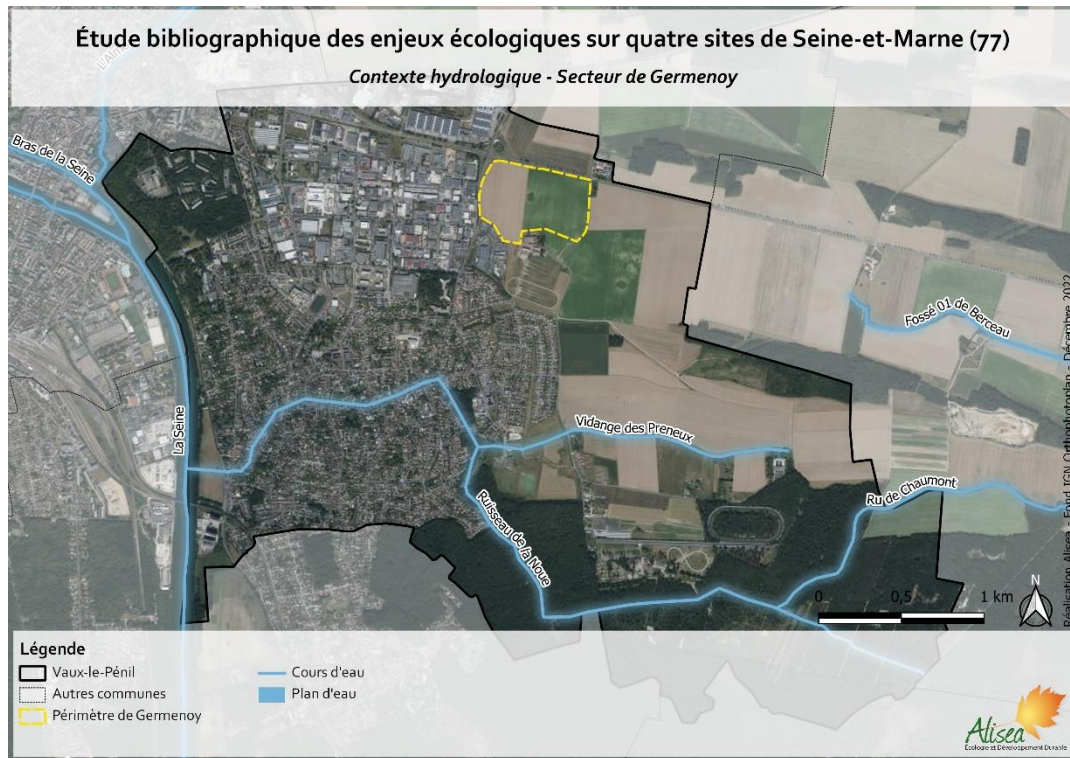 Étude bibliographique des enjeux écologiques sur quatre sites de Seine-et-Marne (77)
Contexte hydrologique - Secteur de Germenoy
Bras de la Seine
La Seine
Fossé 01 de Berceau
Vidange des Preneux
Ru de Chaumont
Ruisseau de la Noue
Réalisation Alisea - Fond IGN Orthophotoplan - Décembre 2022
N
0 0,5 1 km
Légende
Vaux-le-Pénil
Autres communes
Périmètre de Germenoy
Cours d'eau
Plan d'eau
Alisea
Ecologie et Développement Durable